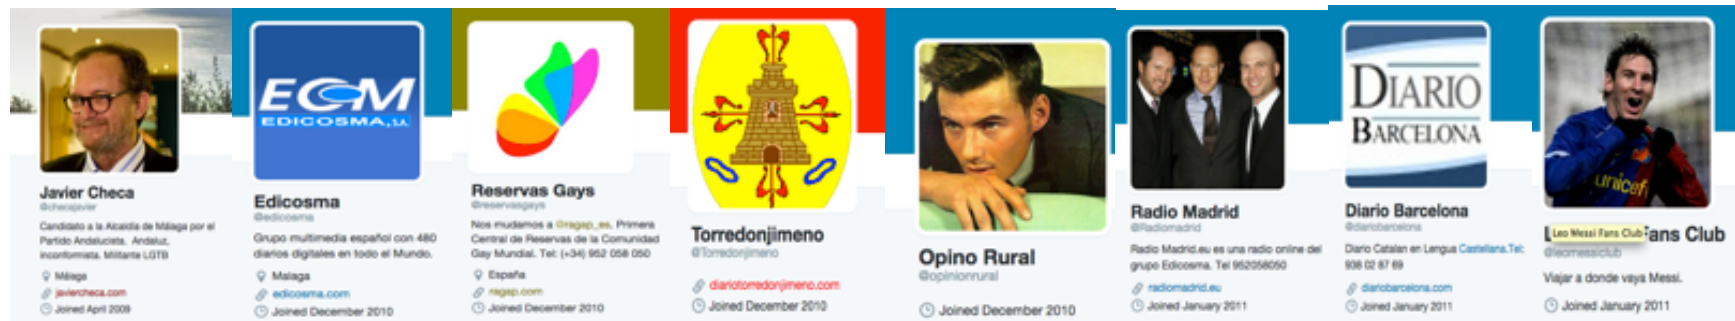 Javier Checa
@checajavier
Candidato a la Alcaldía de Málaga por el
Partido Andalucista. Andaluz,
inconformista. Militante LGTB
Málaga
javiercheca.com
Joined April 2009
ECM
EDICOSMA, S.A.
Edicosma
@edicosma
Grupo multimedia español con 480
diarios digitales en todo el Mundo.
Malaga
edicosma.com
Joined December 2010
Reservas Gays
@reservasgays
Nos mudamos a @ragap_es, Primera
Central de Reservas de la Comunidad
Gay Mundial. Tel: (+34) 952 058 050
España
ragap.com
Joined December 2010
Torredonjimeno
@Torredonjimeno
diariotorredonjimeno.com
Joined December 2010
Opino Rural
@opinionrural
Joined December 2010
Radio Madrid
@Radiomadrid
Radio Madrid.eu es una radio online del
grupo Edicosma. Tel 952058050
radiomadrid.eu
Joined January 2011
DIARIO
BARCELONA
Diario Barcelona
@diariobarcelona
Diario Catalan en Lengua Castellana.Tel:
938 02 87 69
diariobarcelona.com
Joined January 2011
unicef
L Fans Club
Leo Messi Fans Club
@leomessiclub
Viajar a donde vaya Messi.
Joined January 2011